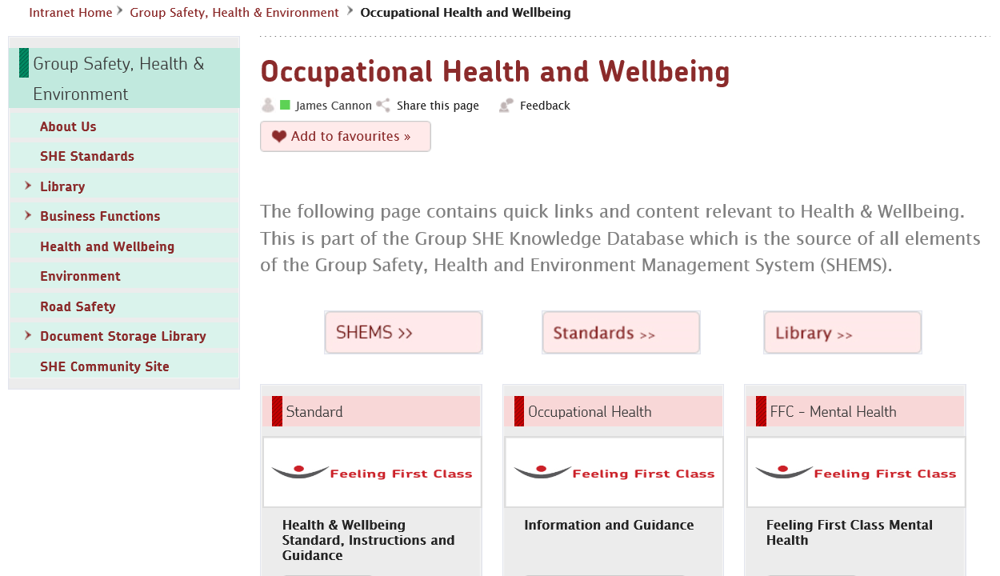 Intranet Home Group Safety, Health & Environment Occupational Health and Wellbeing
Group Safety, Health &
Environment
About Us
SHE Standards
Library
Business Functions
Health and Wellbeing
Environment
Road Safety
Document Storage Library
SHE Community Site
Occupational Health and Wellbeing
James Cannon Share this page Feedback
Add to favourites »
The following page contains quick links and content relevant to Health & Wellbeing.
This is part of the Group SHE Knowledge Database which is the source of all elements
of the Group Safety, Health and Environment Management System (SHEMS).
SHEMS >>
Standards >>
Library >>
Standard
Feeling First Class
Health & Wellbeing
Standard, Instructions and
Guidance
Occupational Health
Feeling First Class
Information and Guidance
FFC - Mental Health
Feeling First Class
Feeling First Class Mental
Health